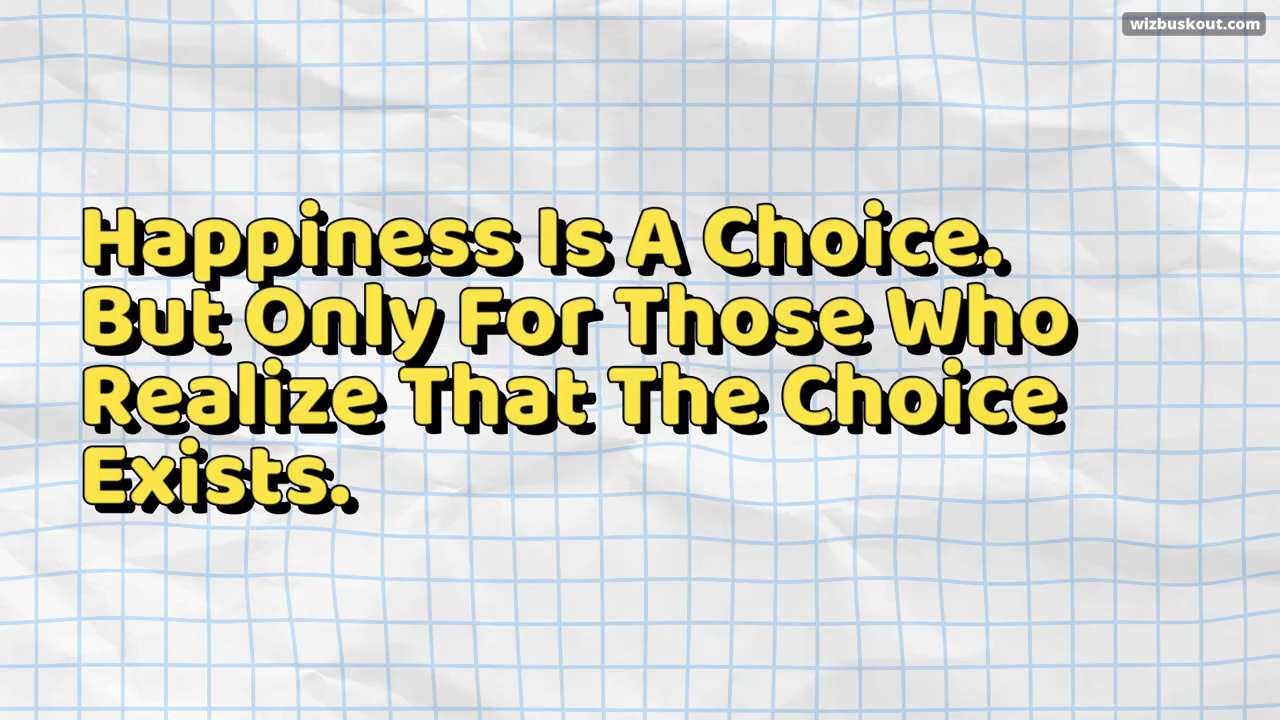 wizbuskout.com
Happiness Is A Choice.
But Only For Those Who
Realize That The Choice
Exists.